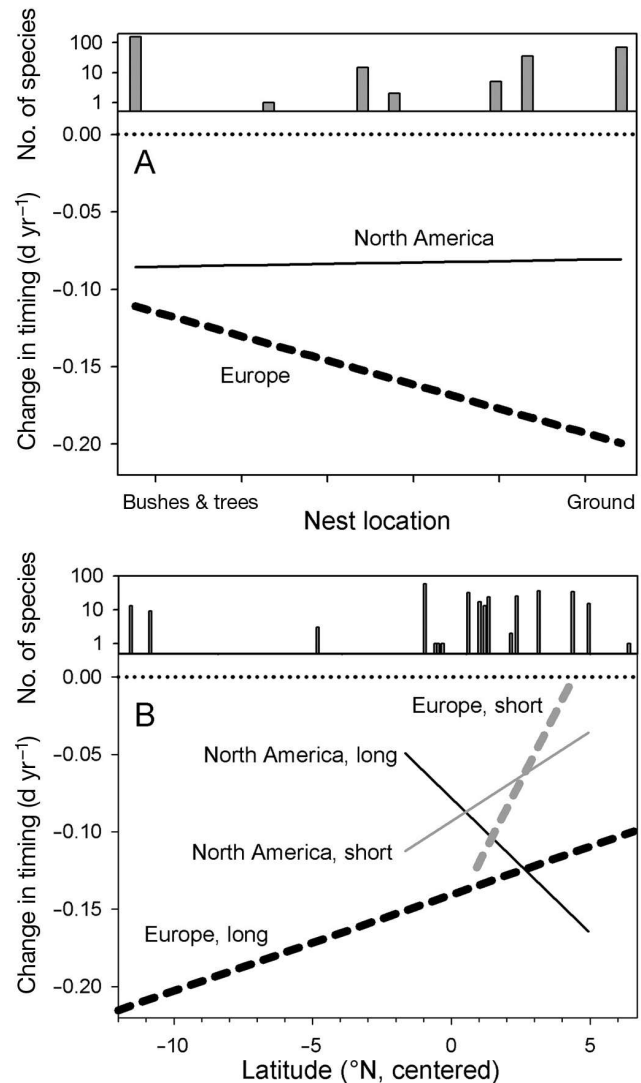 No. of species
100
10
1
0.00
A
−0.05
North America
−0.10
Change in timing (d yr⁻¹)
Europe
−0.15
−0.20
Bushes & trees
Ground
Nest location
No. of species
100
10
1
0.00
B
Europe, short
−0.05
North America, long
−0.10
North America, short
Change in timing (d yr⁻¹)
−0.15
Europe, long
−0.20
−10
−5
0
5
Latitude (°N, centered)